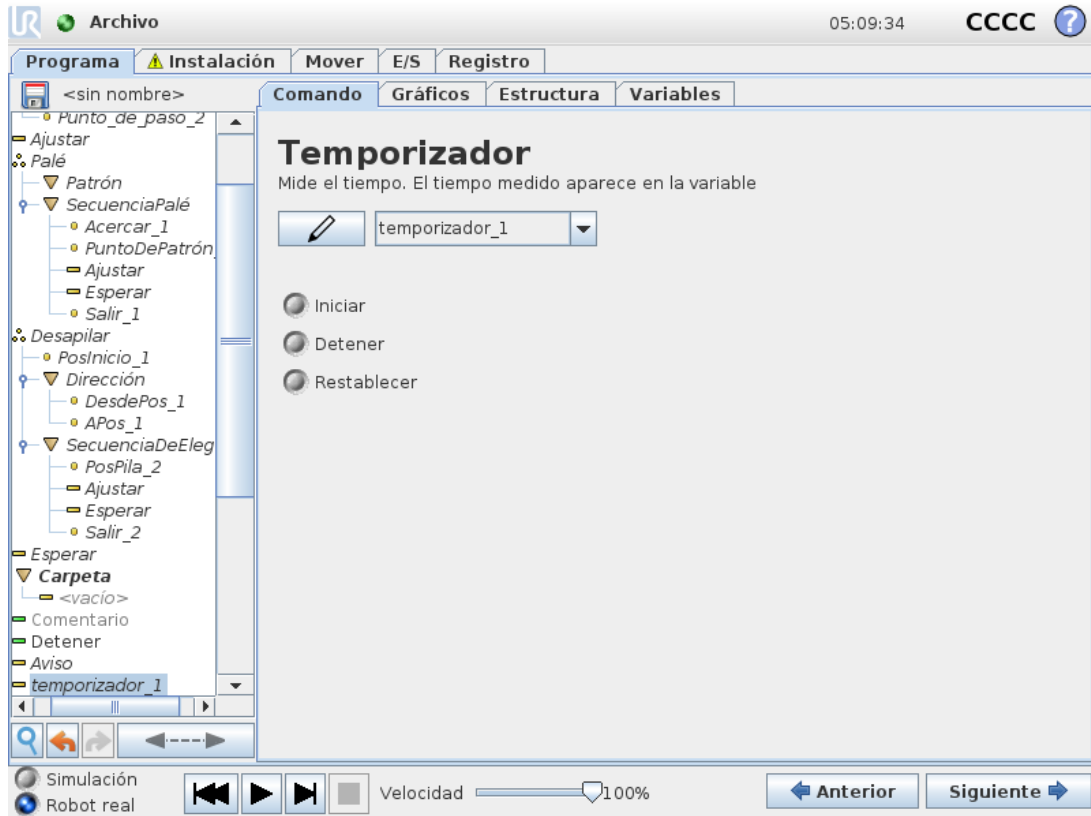 UR Archivo 05:09:34 CCCC ?
Programa Instalación Mover E/S Registro
<sin nombre> Comando Gráficos Estructura Variables
Punto_de_paso_2
Ajustar
Palé
Patrón
SecuenciaPalé
Acercar_1
PuntoDePatrón
Ajustar
Esperar
Salir_1
Desapilar
PosInicio_1
Dirección
DesdePos_1
APos_1
SecuenciaDeEleg
PosPila_2
Ajustar
Esperar
Salir_2
Esperar
Carpeta
<vacío>
Comentario
Detener
Aviso
temporizador_1
Temporizador
Mide el tiempo. El tiempo medido aparece en la variable
temporizador_1
Iniciar
Detener
Restablecer
Simulación
Robot real
Velocidad 100%
Anterior Siguiente